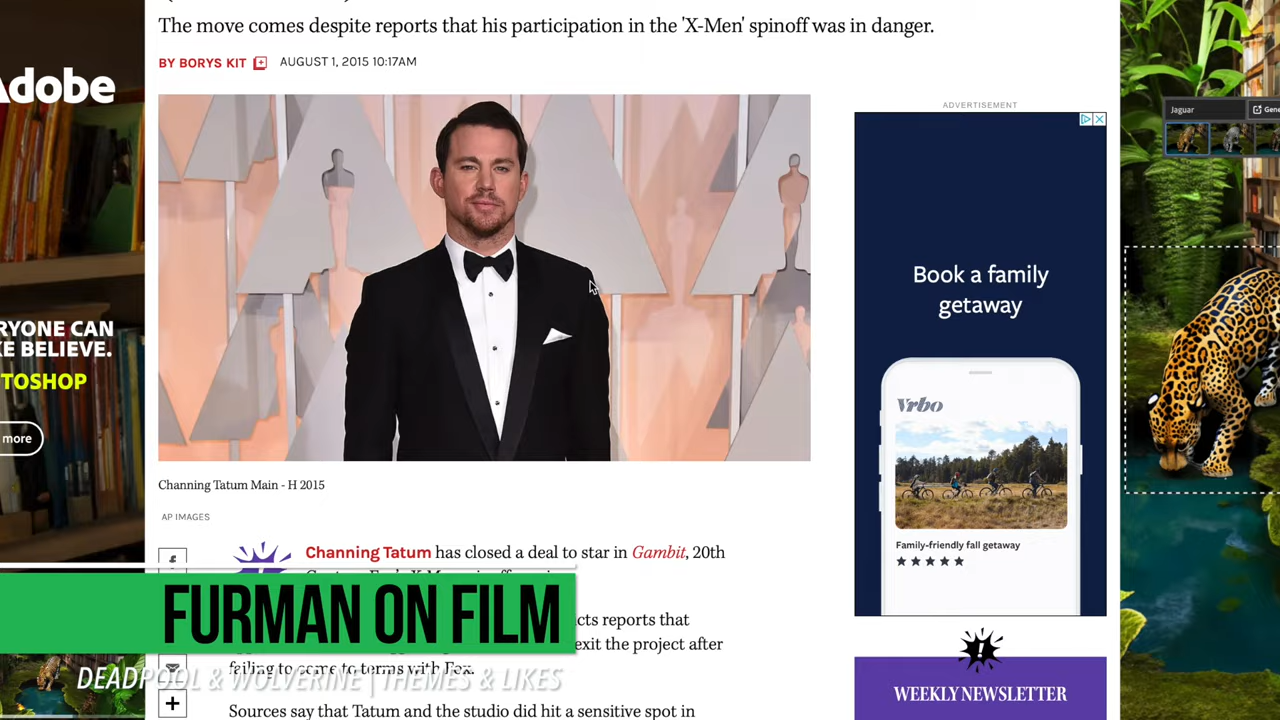 The move comes despite reports that his participation in the 'X-Men' spinoff was in danger.
BY BORYS KIT
AUGUST 1, 2015 10:17AM
Adobe
RYONE CAN
KE BELIEVE.
TOSHOP
more
Channing Tatum Main - H 2015
AP IMAGES
Channing Tatum has closed a deal to star in Gambit, 20th
cts reports that
exit the project after
failing to come to terms with Fox.
Sources say that Tatum and the studio did hit a sensitive spot in
FURMAN ON FILM
DEADPOOL & WOLVERINE | THEMES & LIKES
ADVERTISEMENT
Book a family
getaway
Vrbo
Family-friendly fall getaway
WEEKLY NEWSLETTER
Jaguar
Gene